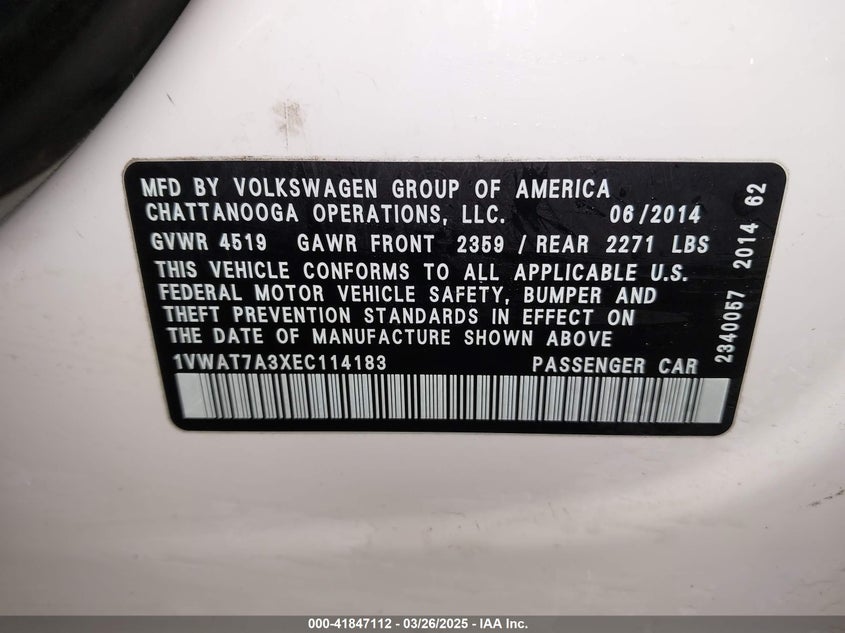 MFD BY VOLKSWAGEN GROUP OF AMERICA
CHATTANOOGA OPERATIONS, LLC. 06/2014
GVWR 4519 GAWR FRONT 2359 / REAR 2271 LBS
THIS VEHICLE CONFORMS TO ALL APPLICABLE U.S.
FEDERAL MOTOR VEHICLE SAFETY, BUMPER AND
THEFT PREVENTION STANDARDS IN EFFECT ON
THE DATE OF MANUFACTURE SHOWN ABOVE
1VWAT7A3XEC114183 PASSENGER CAR
2340057 2014 62
000-41847112 - 03/26/2025 - IAA Inc.